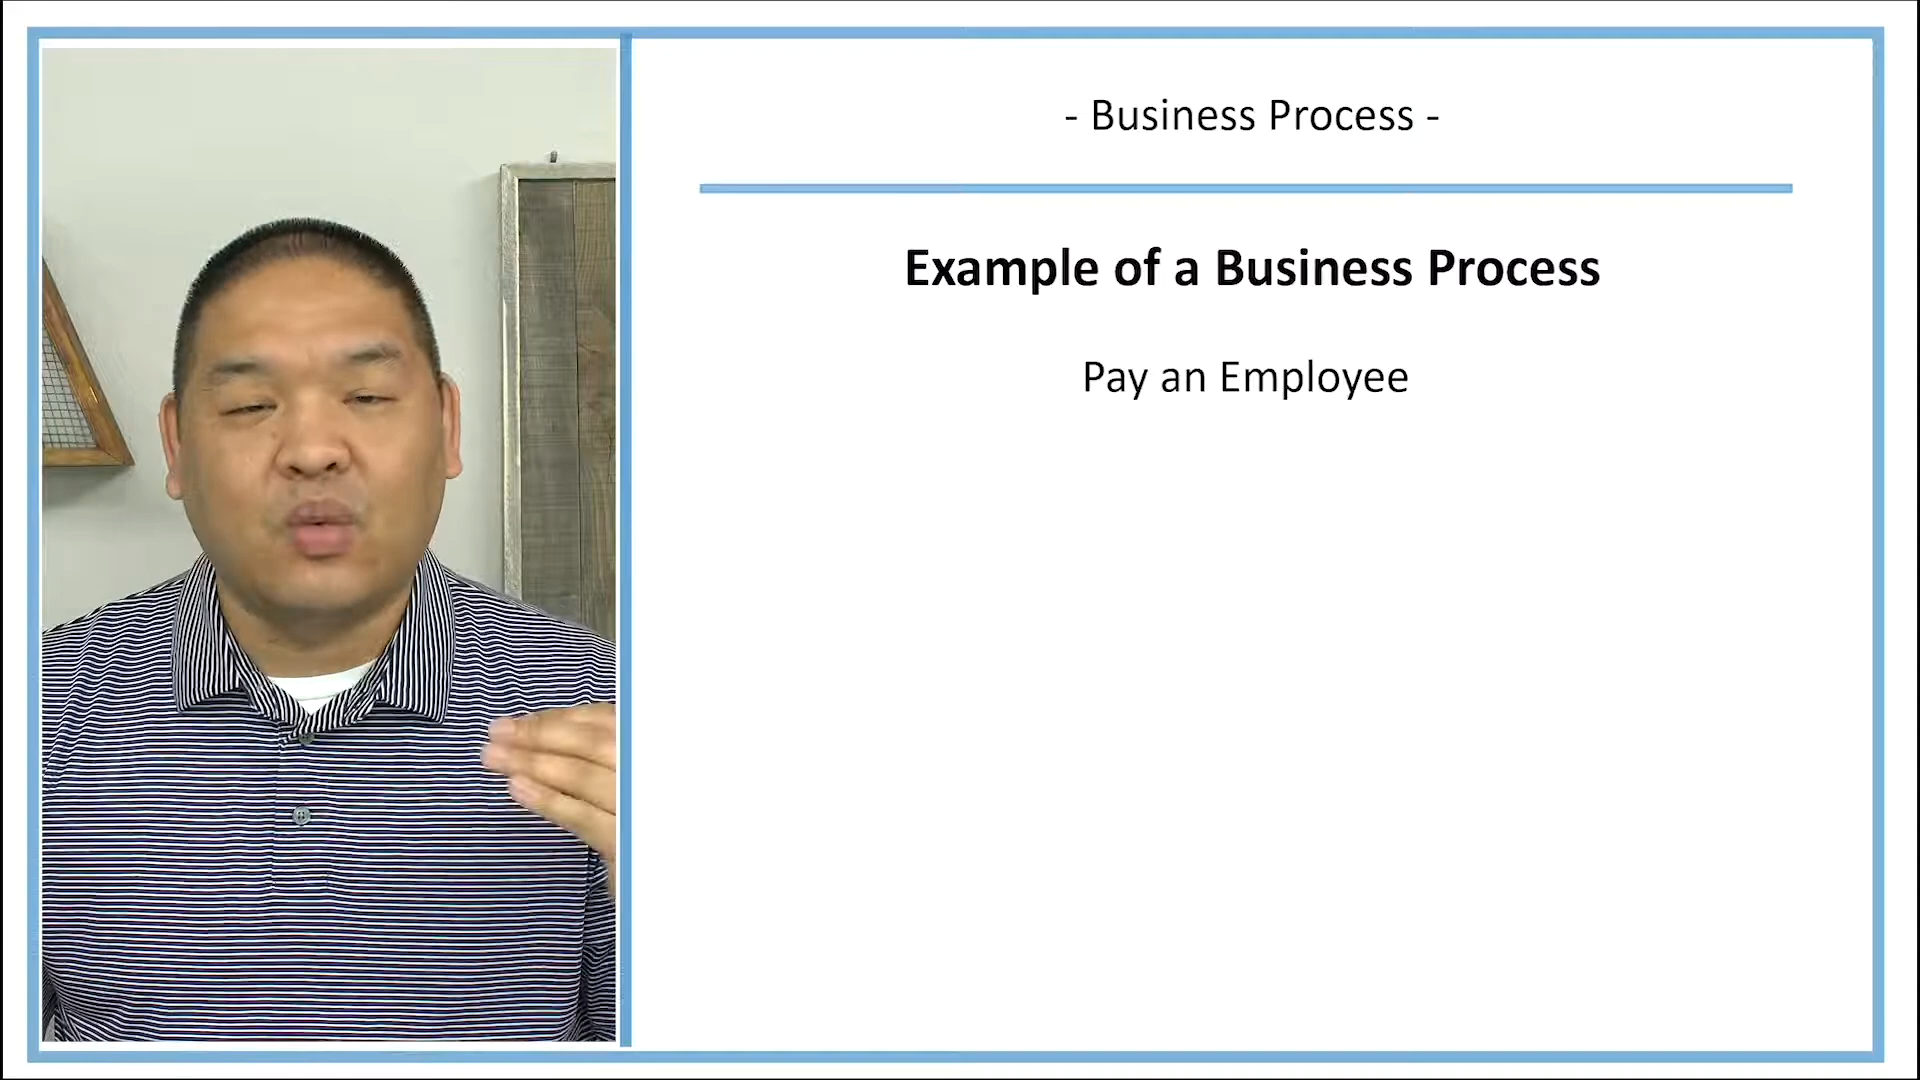 - Business Process -
Example of a Business Process
Pay an Employee